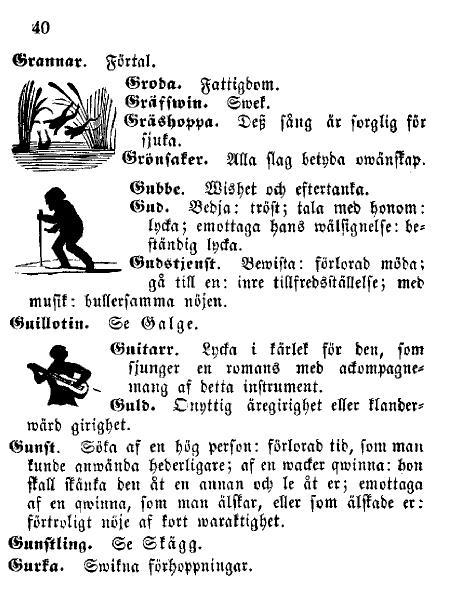 40
Grannar. Förtal.
Groda. Fattigdom.
Gräfswin. Swek.
Gräshoppa. Deß sång är sorglig för
sjuka.
Grönsaker. Alla slag betyda owänskap.
Gubbe. Wishet och eftertanka.
Gud. Bedja: tröst; tala med honom:
lycka; emottaga hans wälsignelse: be-
ständig lycka.
Gudstjenst. Bewista: förlorad möda;
gå till en: inre tillfredsställelse; med
musik: bullersamma nöjen.
Guillotin. Se Galge.
Guitarr. Lycka i kärlek för den, som
sjunger en romans med ackompagne-
mang af detta instrument.
Guld. Onyttig äregirighet eller klander-
wärd girighet.
Gunst. Söka af en hög person: förlorad tid, som man
kunde anwända hederligare; af en wacker qwinna: hon
skall skänka den åt en annan och le åt er; emottaga
af en qwinna, som man älskar, eller som älskade er:
förtroligt nöje af kort waraktighet.
Gunstling. Se Skägg.
Gurka. Swikna förhoppningar.